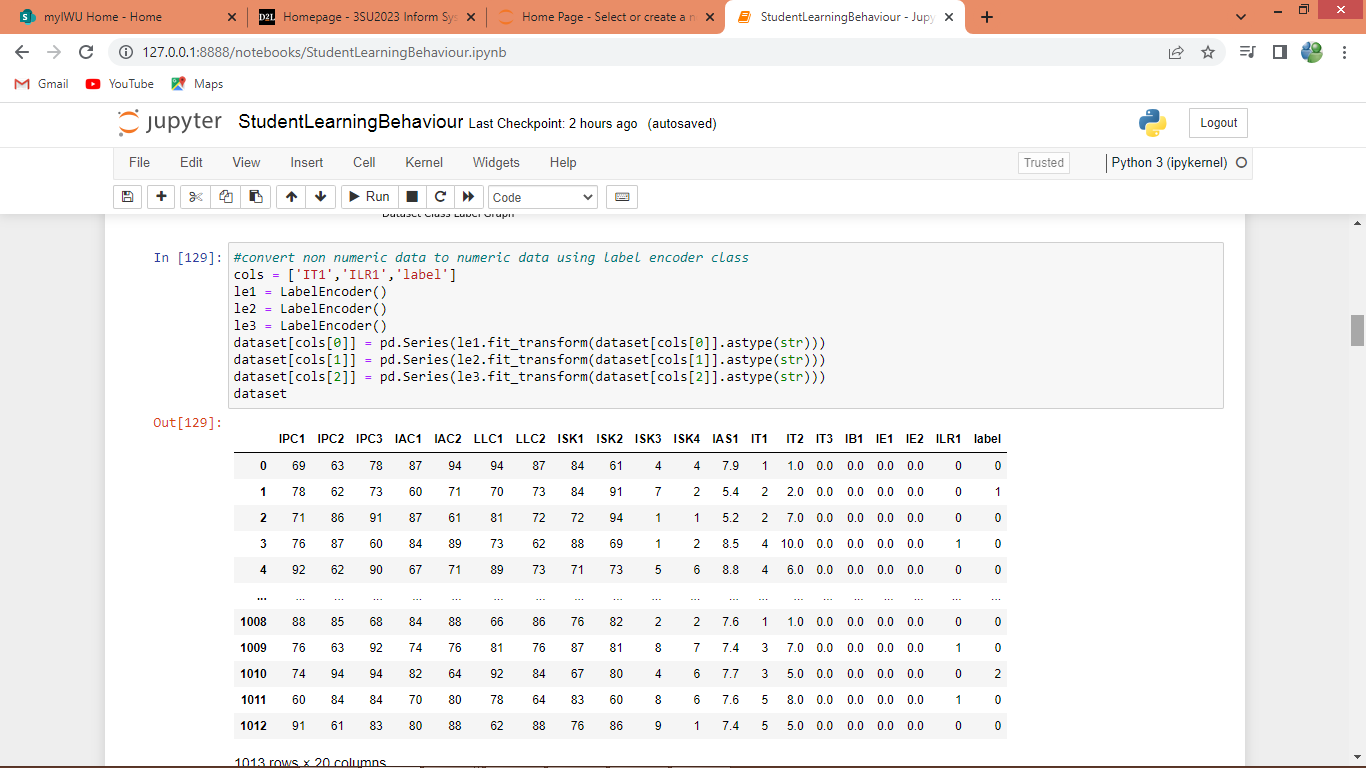 myIWU - Home - Home
D2L Homepage - 3SU2023 Inform Sys
Home Page - Select or create a n
StudentLearningBehaviour - Jupy
127.0.0.1:8888/notebooks/StudentLearningBehaviour.ipynb
Gmail YouTube Maps
jupyter StudentLearningBehaviour Last Checkpoint: 2 hours ago (autosaved)
Logout
File Edit View Insert Cell Kernel Widgets Help
Trusted Python 3 (ipykernel)
Run Code
Dataset Class Label Graph
In [129]: #convert non numeric data to numeric data using label encoder class
cols = ['IT1','ILR1','label']
le1 = LabelEncoder()
le2 = LabelEncoder()
le3 = LabelEncoder()
dataset[cols[0]] = pd.Series(le1.fit_transform(dataset[cols[0]].astype(str)))
dataset[cols[1]] = pd.Series(le2.fit_transform(dataset[cols[1]].astype(str)))
dataset[cols[2]] = pd.Series(le3.fit_transform(dataset[cols[2]].astype(str)))
dataset
Out[129]:
IPC1 IPC2 IPC3 IAC1 IAC2 LLC1 LLC2 ISK1 ISK2 ISK3 ISK4 IAS1 IT1 IT2 IT3 IB1 IE1 IE2 ILR1 label
0 69 63 78 87 94 94 87 84 61 4 4 7.9 1 1.0 0.0 0.0 0.0 0.0 0 0
1 78 62 73 60 71 70 73 84 91 7 2 5.4 2 2.0 0.0 0.0 0.0 0.0 0 1
2 71 86 91 87 61 81 72 72 94 1 1 5.2 2 7.0 0.0 0.0 0.0 0.0 0 0
3 76 87 60 84 89 73 62 88 69 1 2 8.5 4 10.0 0.0 0.0 0.0 0.0 1 0
4 92 62 90 67 71 89 73 71 73 5 6 8.8 4 6.0 0.0 0.0 0.0 0.0 0 0
... ... ... ... ... ... ... ... ... ... ... ... ... ... ... ... ... ... ... ... ...
1008 88 85 68 84 88 66 86 76 82 2 2 7.6 1 1.0 0.0 0.0 0.0 0.0 0 0
1009 76 63 92 74 76 81 76 87 81 8 7 7.4 3 7.0 0.0 0.0 0.0 0.0 1 0
1010 74 94 94 82 64 92 84 67 80 4 6 7.7 3 5.0 0.0 0.0 0.0 0.0 0 2
1011 60 84 84 70 80 78 64 83 60 8 6 7.6 5 8.0 0.0 0.0 0.0 0.0 1 0
1012 91 61 83 80 88 62 88 76 86 9 1 7.4 5 5.0 0.0 0.0 0.0 0.0 0 0
1013 rows × 20 columns